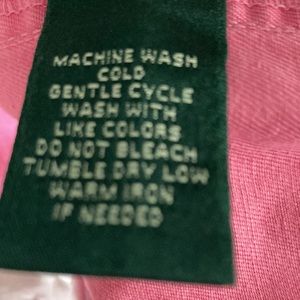 MACHINE WASH
COLD
GENTLE CYCLE
WASH WITH
LIKE COLORS
DO NOT BLEACH
TUMBLE DRY LOW
WARM IRON
IF NEEDED